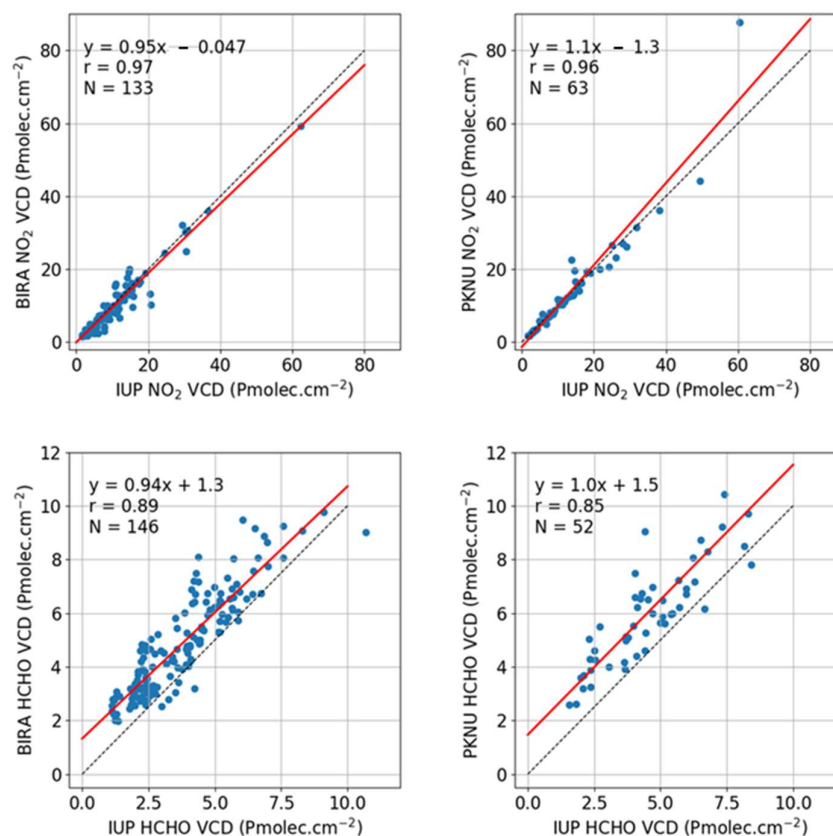 y = 0.95x − 0.047
r = 0.97
N = 133
80
60
40
20
0
0 20 40 60 80
BIRA NO₂ VCD (Pmolec.cm⁻²)
IUP NO₂ VCD (Pmolec.cm⁻²)
y = 1.1x − 1.3
r = 0.96
N = 63
80
60
40
20
0
0 20 40 60 80
PKNU NO₂ VCD (Pmolec.cm⁻²)
IUP NO₂ VCD (Pmolec.cm⁻²)
y = 0.94x + 1.3
r = 0.89
N = 146
12
10
8
6
4
2
0
0.0 2.5 5.0 7.5 10.0
BIRA HCHO VCD (Pmolec.cm⁻²)
IUP HCHO VCD (Pmolec.cm⁻²)
y = 1.0x + 1.5
r = 0.85
N = 52
12
10
8
6
4
2
0
0.0 2.5 5.0 7.5 10.0
PKNU HCHO VCD (Pmolec.cm⁻²)
IUP HCHO VCD (Pmolec.cm⁻²)